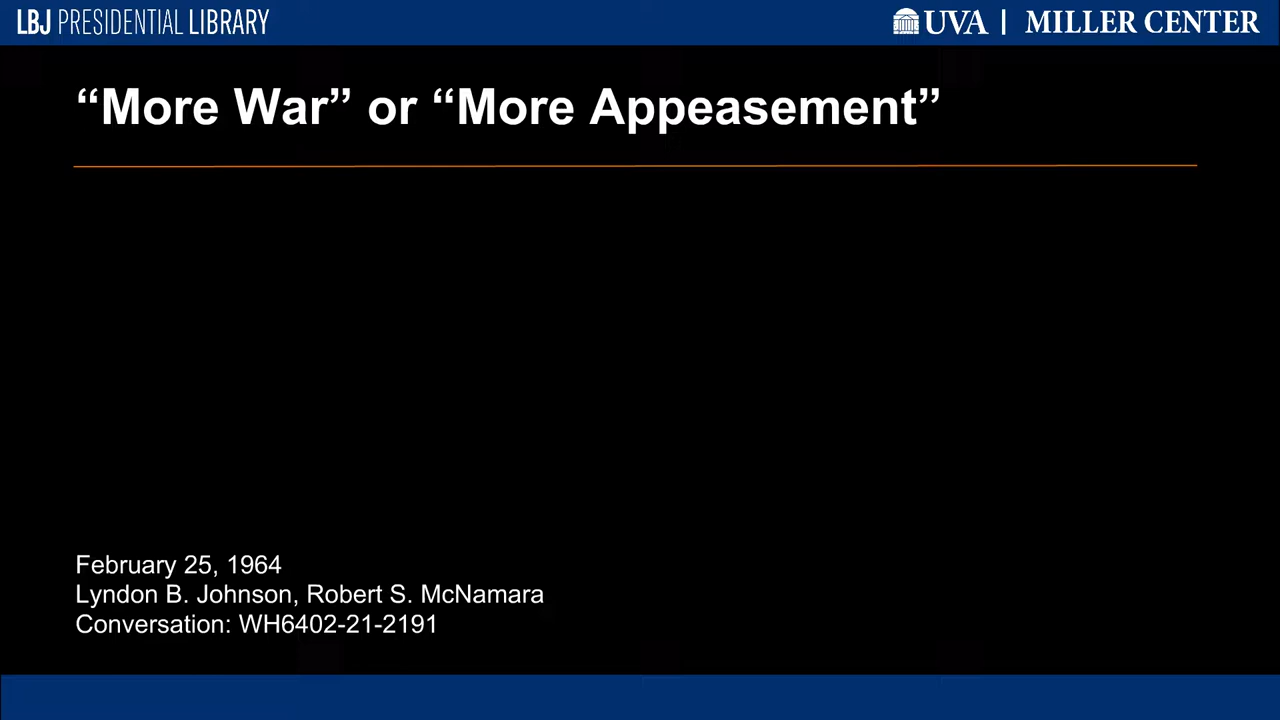 LBJ PRESIDENTIAL LIBRARY
UVA | MILLER CENTER
“More War” or “More Appeasement”
February 25, 1964
Lyndon B. Johnson, Robert S. McNamara
Conversation: WH6402-21-2191